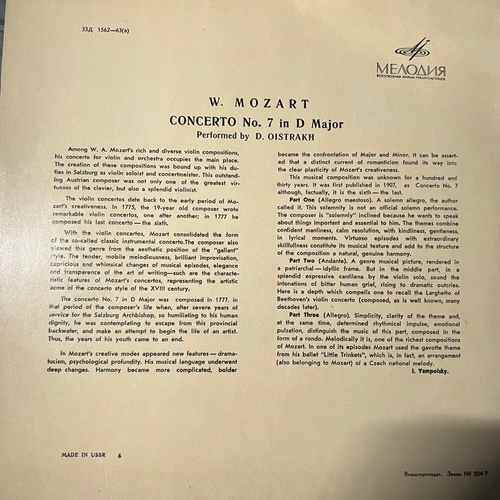 33Д 1562—63(6)
МЕЛОДИЯ
W. MOZART
CONCERTO No. 7 in D Major
Performed by D. OISTRAKH
Among W. A. Mozart's rich and diverse violin compositions,
his concerto for violin and orchestra occupies the main place.
The creation of these compositions was bound up with his du-
ties in Salzburg as violin soloist and concertmeister. This outstand-
ing Austrian composer was not only one of the greatest vir-
tuoses of the clavier, but also a splendid violinist.
The violin concertos date back to the early period of Mo-
zart's creativeness. In 1775, the 19-year old composer wrote
remarkable violin concertos, one after another; in 1777 he
composed his last concerto — the sixth.
With the violin concertos, Mozart consolidated the form
of the so-called classic instrumental concerto.The composer also
viewed this genre from the aesthetic position of the "gallant"
style. The tender, mobile melodiousness, brilliant improvisation,
capricious and whimsical changes of musical episodes, elegance
and transparence of the art of writing—such are the characte-
ristic features of Mozart's concertos, representing the artistic
sense of the concerto style of the XVIII century.
The concerto No. 7 in D Major was composed in 1777. in
that period of the composer's life when, after several years of
service for the Salzburg Archbishop, so humiliating to his human
dignity, he was contemplating to escape from this provincial
backwater, and make an attempt to begin the life of an artist.
Thus, the years of his youth came to an end.
In Mozart's creative modes appeared new features— drama-
tucism, psychological profundity. His musical language underwent
deep changes. Harmony became more complicated, bolder
became the confrontation of Major and Minor. It can be assert-
ed that a distinct current of romanticism found its way into
the clear plasticity of Mozart's creativeness.
This musical composition was unknown for a hundred and
thirty years. It was first published in 1907, as Concerto No. 7
although, factually, it is the sixth — the last.
Part One (Allegro maestoso). A solemn allegro, the author
called it. This solemnity is not an official solemn performance.
The composer is "solemnly" inclined because he wants to speak
about things important and essential to him. The themes combine
confident manliness, calm resolution, with kindliness, gentleness,
in lyrical moments. Virtuoso episodes with extraordinary
skilfullness constitute its musical feature and add to the structure
of the composition a natural, genuine harmony.
Part Two (Andante). A genre musical picture, rendered in
a patriarchal — idyllic frame. But in the middle part, in a
splendid expressive cantilena by the violin solo, sound the
intonations of bitter human grief, rising to dramatic outcries.
Here is a depth which compells one to recall the Larghetto of
Beethoven's violin concerto (composed, as is well known, many
decades later).
Part Three (Allegro). Simplicity, clarity of the theme and,
at the same time, determined rhythmical impulse, emotional
pulsation, distinguish the music of this part, composed in the
form of a rondo. Melodically it is, one of the richest compositions
of Mozart. In one of its episodes Mozart used the gavotte theme
from his ballet "Little Trinkets", which is, in fact, an arrangement
(also belonging to Mozart) of a Czech national melody.
I. Yampolsky.
MADE IN USSR 6